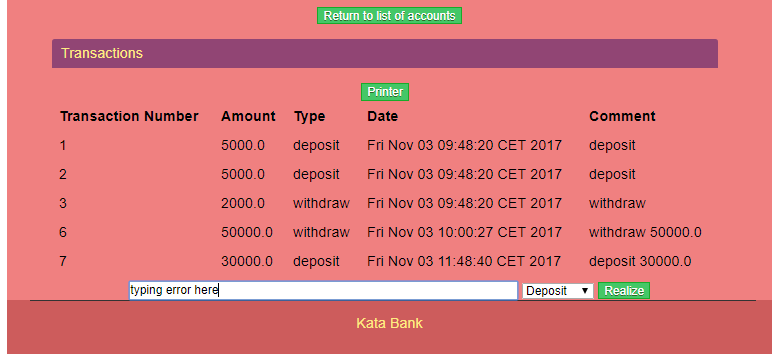 Return to list of accounts
Transactions
Printer
Transaction Number Amount Type Date Comment
1 5000.0 deposit Fri Nov 03 09:48:20 CET 2017 deposit
2 5000.0 deposit Fri Nov 03 09:48:20 CET 2017 deposit
3 2000.0 withdraw Fri Nov 03 09:48:20 CET 2017 withdraw
6 50000.0 withdraw Fri Nov 03 10:00:27 CET 2017 withdraw 50000.0
7 30000.0 deposit Fri Nov 03 11:48:40 CET 2017 deposit 30000.0
typing error here Deposit Realize
Kata Bank